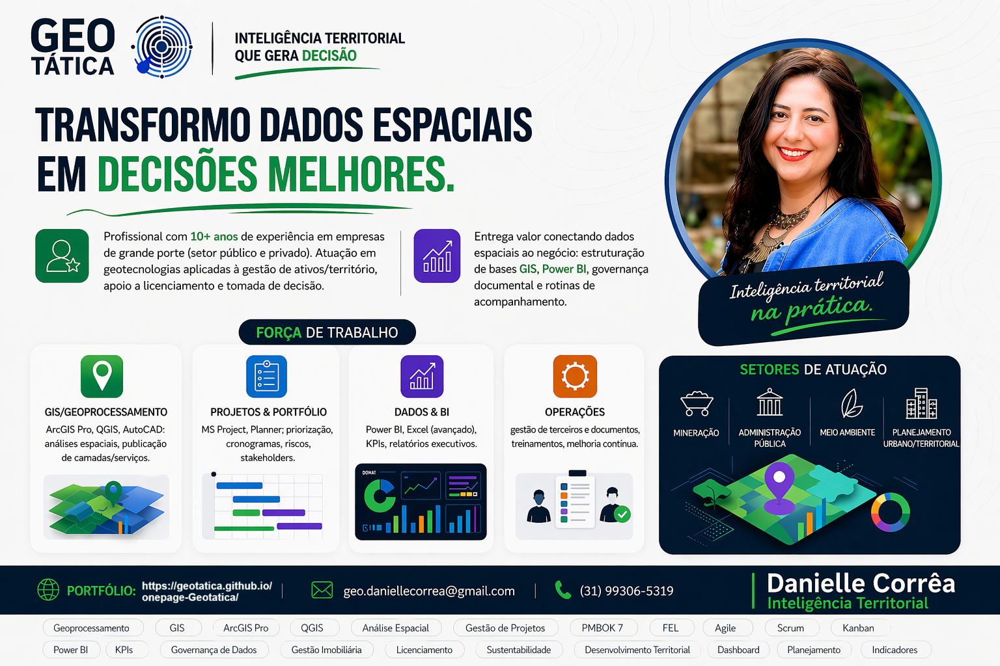 GEO
TÁTICA
INTELIGÊNCIA TERRITORIAL
QUE GERA DECISÃO
TRANSFORMO DADOS ESPACIAIS
EM DECISÕES MELHORES.
Profissional com 10+ anos de experiência em empresas
de grande porte (setor público e privado). Atuação em
geotecnologias aplicadas à gestão de ativos/território,
apoio a licenciamento e tomada de decisão.
Entrega valor conectando dados
espaciais ao negócio: estruturação
de bases GIS, Power BI, governança
documental e rotinas de
acompanhamento.
Inteligência territorial
na prática.
FORÇA DE TRABALHO
GIS/GEOPROCESSAMENTO
ArcGIS Pro, QGIS, AutoCAD:
análises espaciais, publicação
de camadas/serviços.
PROJETOS & PORTFÓLIO
MS Project, Planner; priorização,
cronogramas, riscos,
stakeholders.
DADOS & BI
Power BI, Excel (avançado),
KPIs, relatórios executivos.
DOMAT
OPERAÇÕES
gestão de terceiros e documentos,
treinamentos, melhoria contínua.
SETORES DE ATUAÇÃO
MINERAÇÃO
ADMINISTRAÇÃO
PÚBLICA
MEIO AMBIENTE
PLANEJAMENTO
URBANO/TERRITORIAL
PORTFÓLIO: https://geotatica.github.io/
onepage-Geotatica/
geo.daniellecorrea@gmail.com
(31) 99306-5319
Danielle Corrêa
Inteligência Territorial
Geoprocessamento GIS ArcGIS Pro QGIS Análise Espacial Gestão de Projetos PMBOK 7 FEL Agile Scrum Kanban
Power BI KPIs Governança de Dados Gestão Imobiliária Licenciamento Sustentabilidade Desenvolvimento Territorial Dashboard Planejamento Indicadores